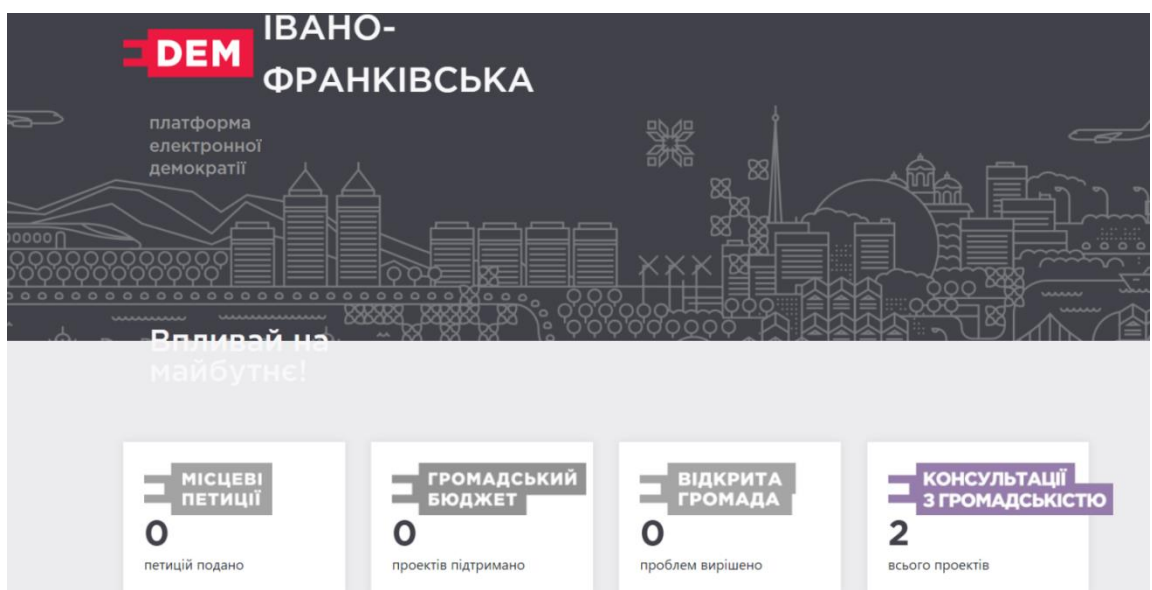 DEM
ІВАНО-
ФРАНКІВСЬКА
платформа
електронної
демократії
Впливай на
майбутнє!
МІСЦЕВІ
ПЕТИЦІЇ
0
петицій подано
ГРОМАДСЬКИЙ
БЮДЖЕТ
0
проектів підтримано
ВІДКРИТА
ГРОМАДА
0
проблем вирішено
КОНСУЛЬТАЦІЇ
З ГРОМАДСЬКІСТЮ
2
всього проектів